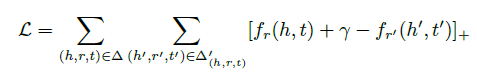 $$\mathcal{L} = \sum_{(h,r,t)\in\Delta} \sum_{(h',r',t')\in\Delta'_{(h,r,t)}} [f_r(h,t) + \gamma - f_{r'}(h',t')]_+$$